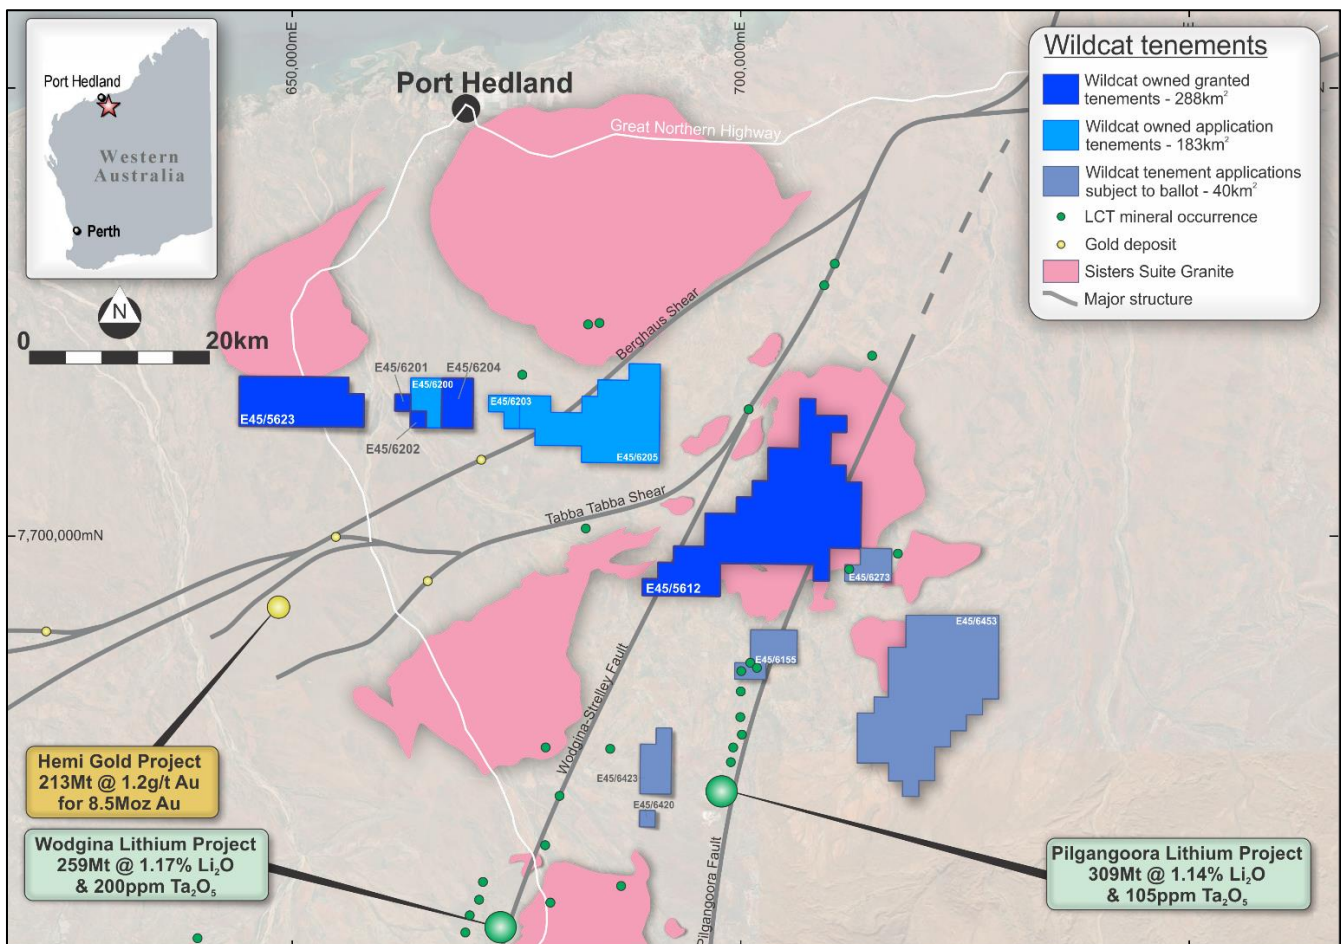 Port Hedland
Western
Australia
Perth
N
0
20km
650,000mE
700,000mE
E
N
7,700,000mN
Port Hedland
Great Northern Highway
Berghaus Shear
Tabba Tabba Shear
Wodgina-Strelley Fault
Pilgangoora Fault
E45/5623
E45/6201
E45/6200
E45/6204
E45/6202
E45/6203
E45/6205
E45/5612
E45/6273
E45/6453
E45/6155
E45/6423
E45/6420
Wildcat tenements
Wildcat owned granted
tenements - 288km²
Wildcat owned application
tenements - 183km²
Wildcat tenement applications
subject to ballot - 40km²
LCT mineral occurrence
Gold deposit
Sisters Suite Granite
Major structure
Hemi Gold Project
213Mt @ 1.2g/t Au
for 8.5Moz Au
Wodgina Lithium Project
259Mt @ 1.17% Li₂O
& 200ppm Ta₂O₅
Pilgangoora Lithium Project
309Mt @ 1.14% Li₂O
& 105ppm Ta₂O₅